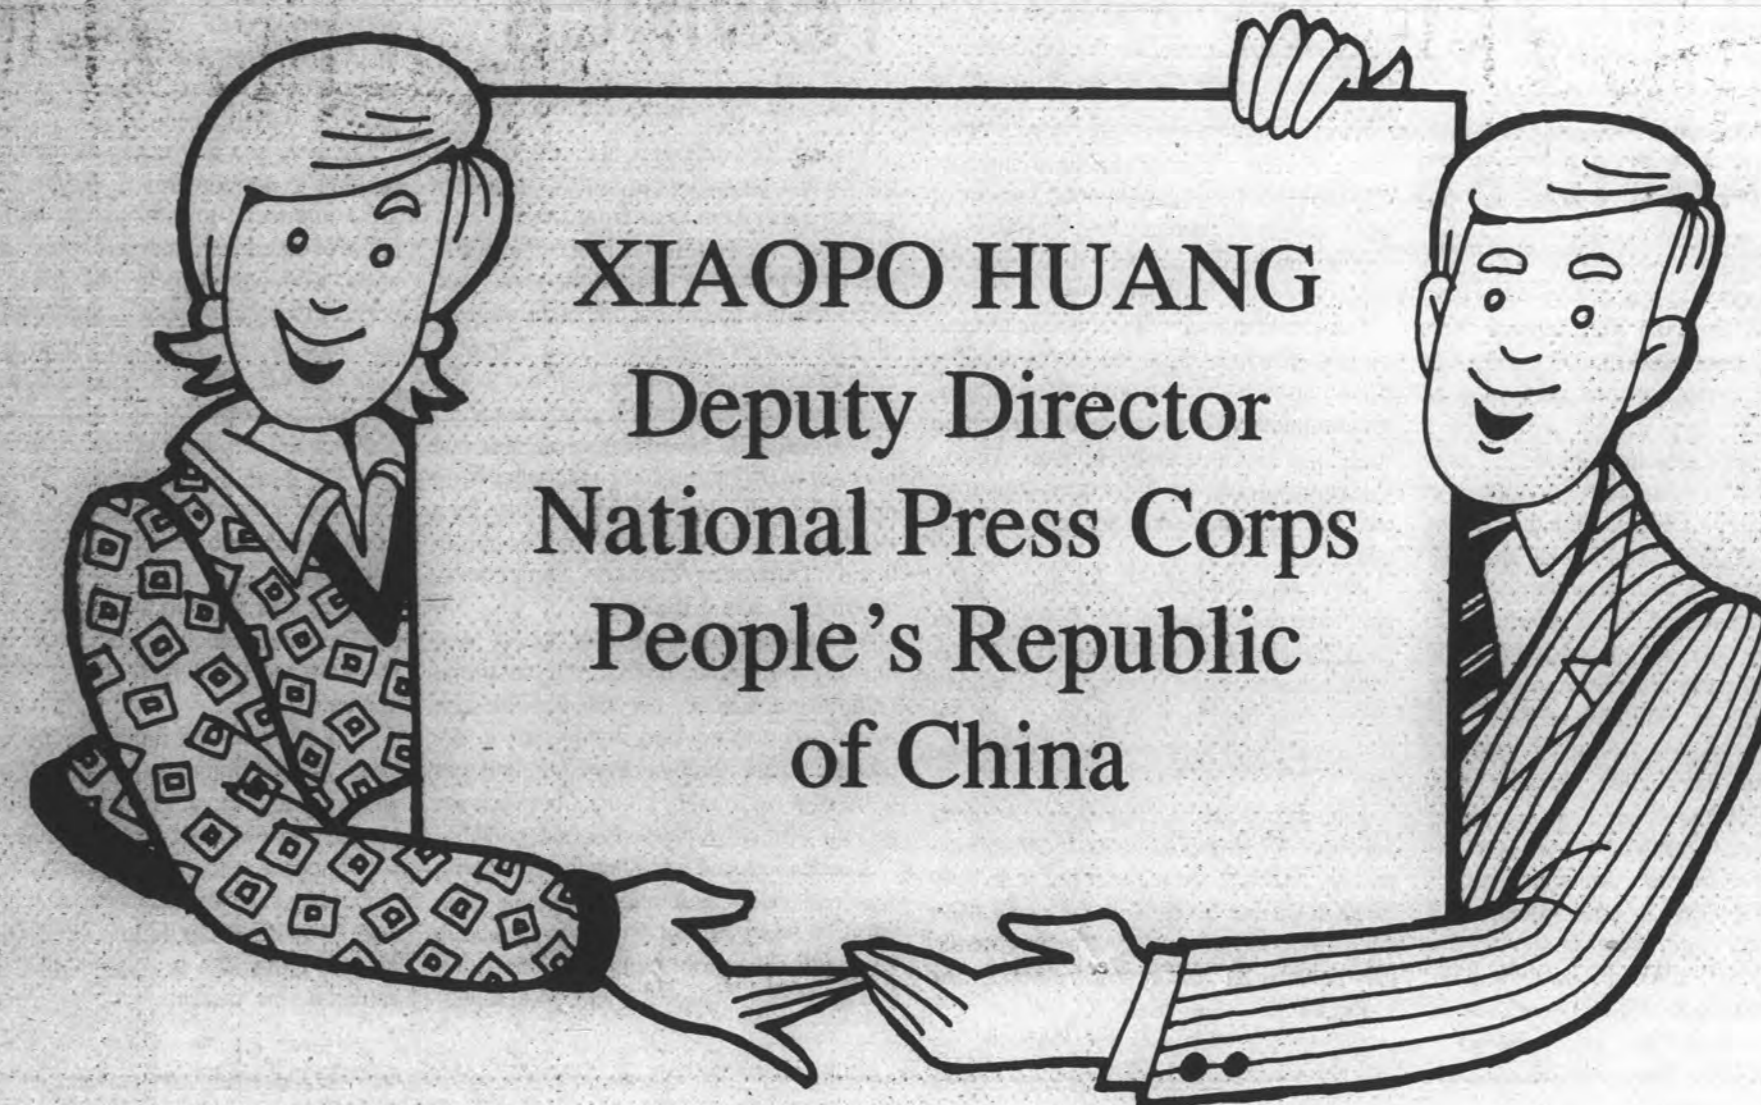 XIAOPO HUANG
Deputy Director
National Press Corps
People's Republic
of China